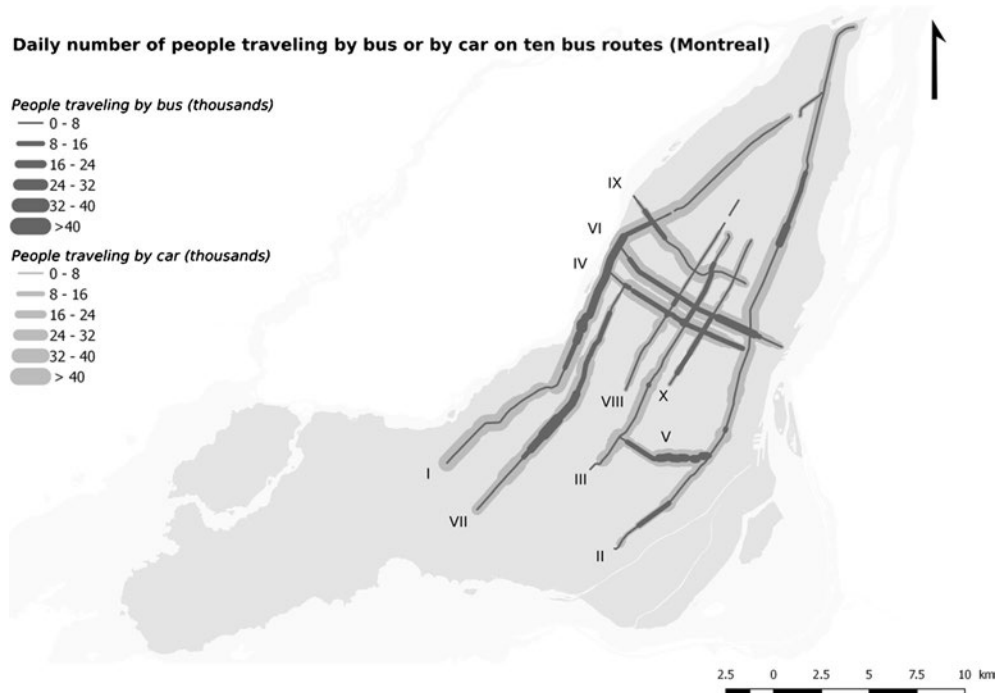 Daily number of people traveling by bus or by car on ten bus routes (Montreal)
People traveling by bus (thousands)
0 - 8
8 - 16
16 - 24
24 - 32
32 - 40
>40
People traveling by car (thousands)
0 - 8
8 - 16
16 - 24
24 - 32
32 - 40
> 40
IX
VI
IV
VIII
X
V
I
III
VII
II
2.5 0 2.5 5 7.5 10 km